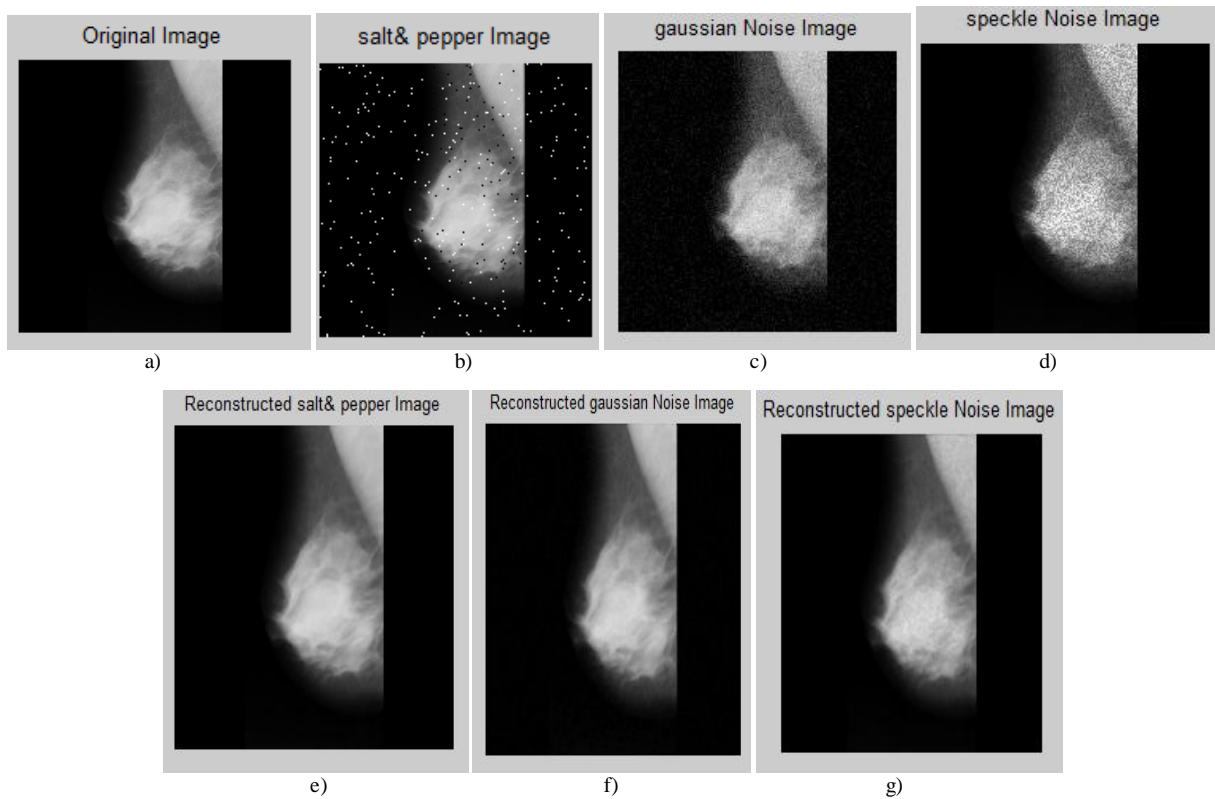 Original Image
salt& pepper Image
gaussian Noise Image
speckle Noise Image
a)
b)
c)
d)
Reconstructed salt& pepper Image
Reconstructed gaussian Noise Image
Reconstructed speckle Noise Image
e)
f)
g)